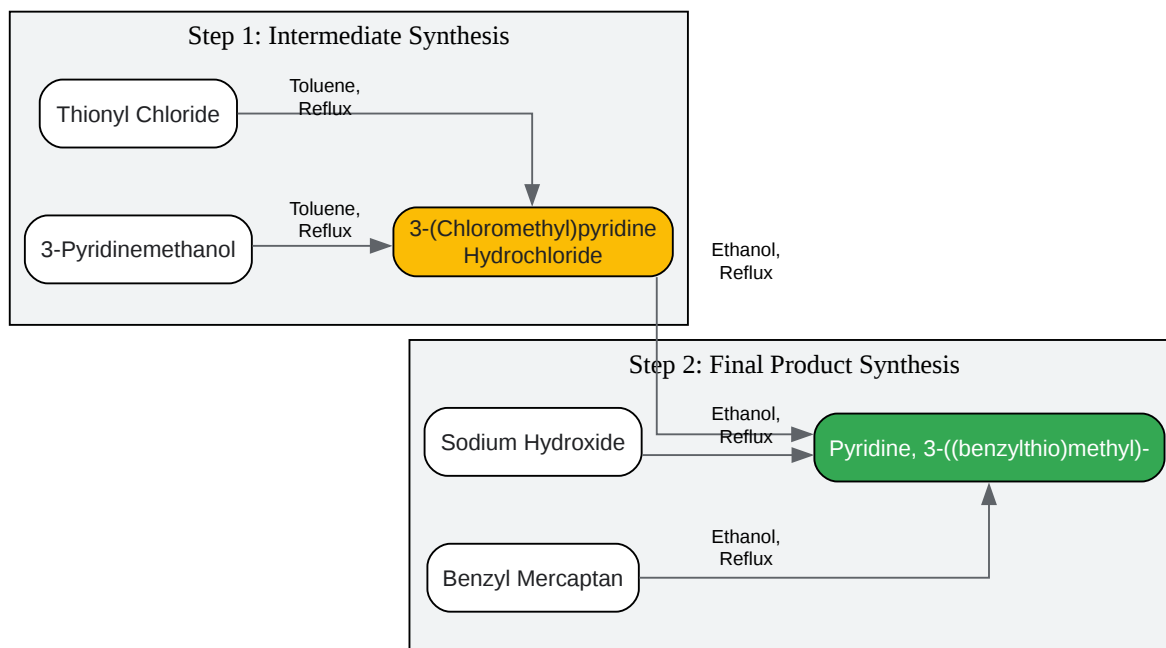 Step 1: Intermediate Synthesis
Thionyl Chloride
Toluene,
Reflux
3-Pyridinemethanol
Toluene,
Reflux
3-(Chloromethyl)pyridine
Hydrochloride
Ethanol,
Reflux
Step 2: Final Product Synthesis
Sodium Hydroxide
Ethanol,
Reflux
Pyridine, 3-((benzylthio)methyl)-
Benzyl Mercaptan
Ethanol,
Reflux